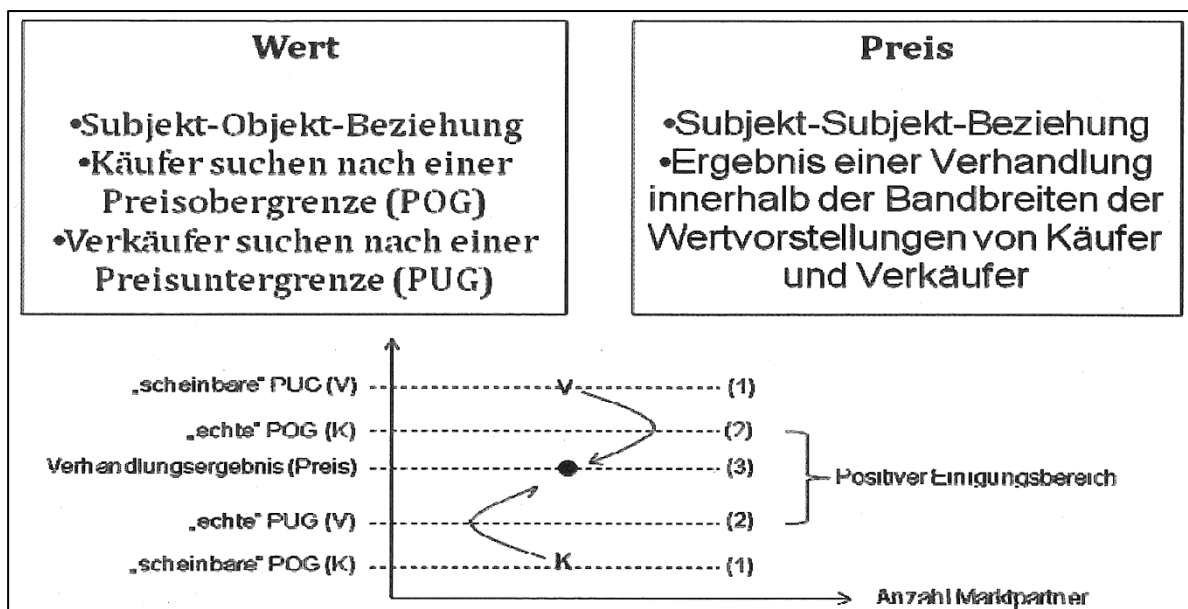 Wert
•Subjekt-Objekt-Beziehung
•Käufer suchen nach einer
Preisobergrenze (POG)
•Verkäufer suchen nach einer
Preisuntergrenze (PUG)
Preis
•Subjekt-Subjekt-Beziehung
•Ergebnis einer Verhandlung
innerhalb der Bandbreiten der
Wertvorstellungen von Käufer
und Verkäufer
„scheinbare" PUG (V) V (1)
„echte" POG (K) (2)
Verhandlungsergebnis (Preis) (3)
Positiver Einigungsbereich
„echte" PUG (V) (2)
„scheinbare" POG (K) K (1)
Anzahl Marktpartner